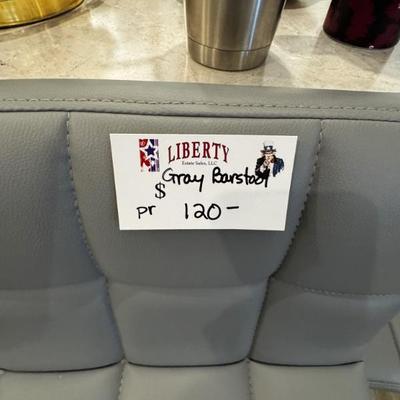 LIBERTY
Estate Sales, LLC
Gray Barstool
$
pr 120-